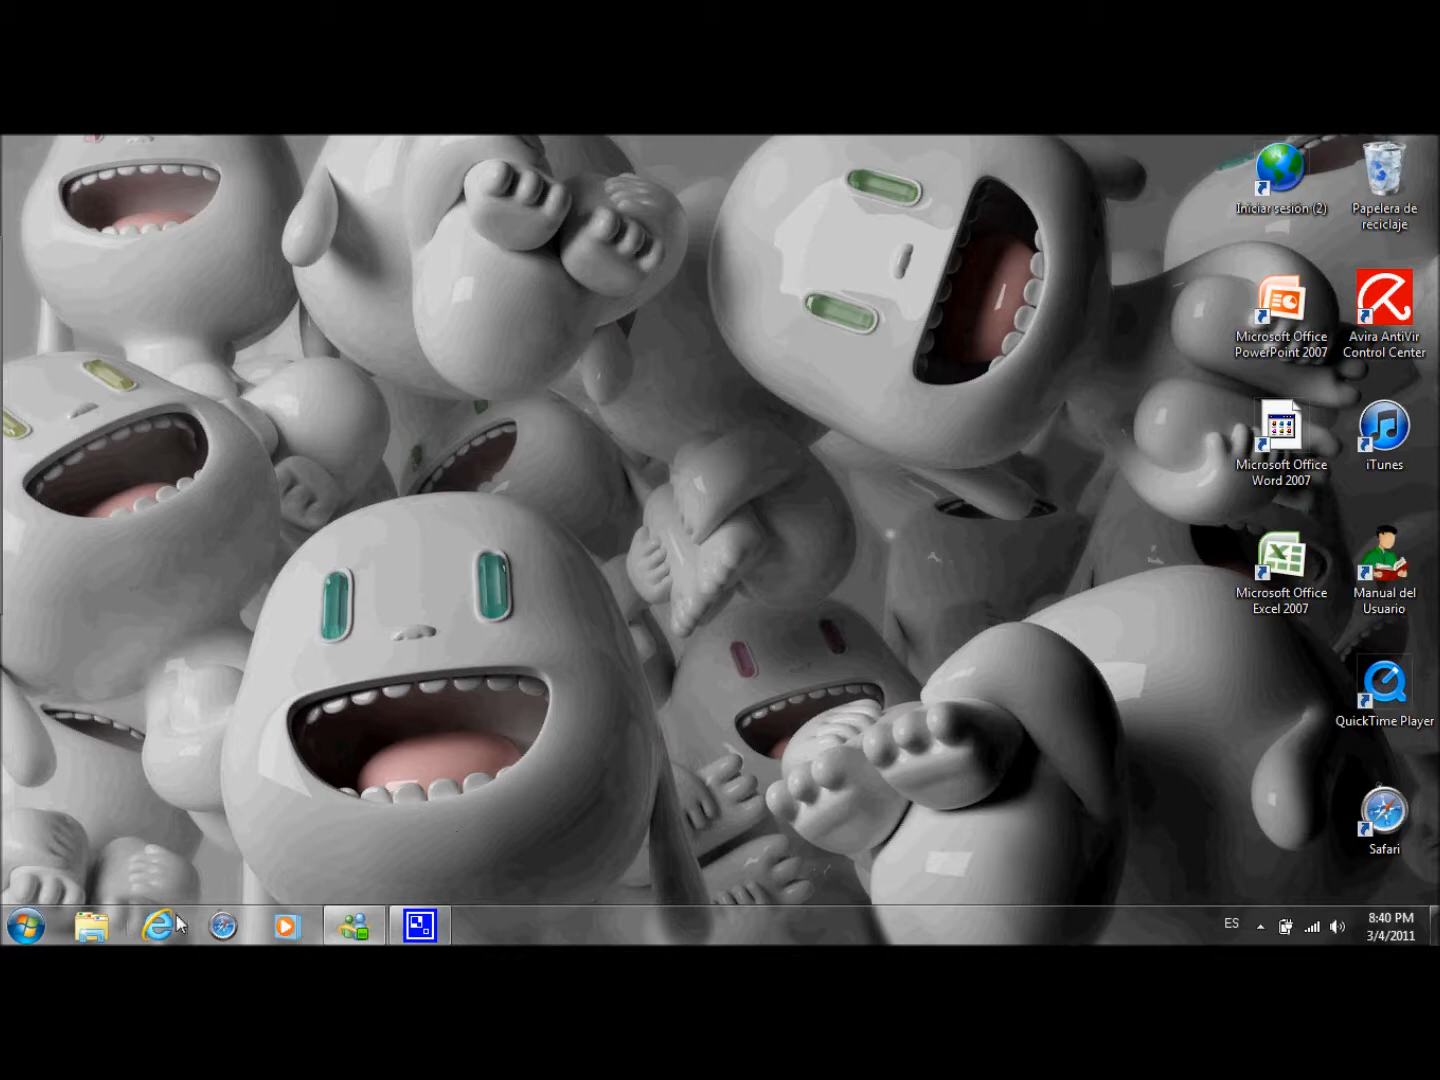 Iniciar sesión (2)
Papelera de
reciclaje
Microsoft Office
PowerPoint 2007
Avira AntiVir
Control Center
Microsoft Office
Word 2007
iTunes
Microsoft Office
Excel 2007
Manual del
Usuario
QuickTime Player
Safari
ES
8:40 PM
3/4/2011